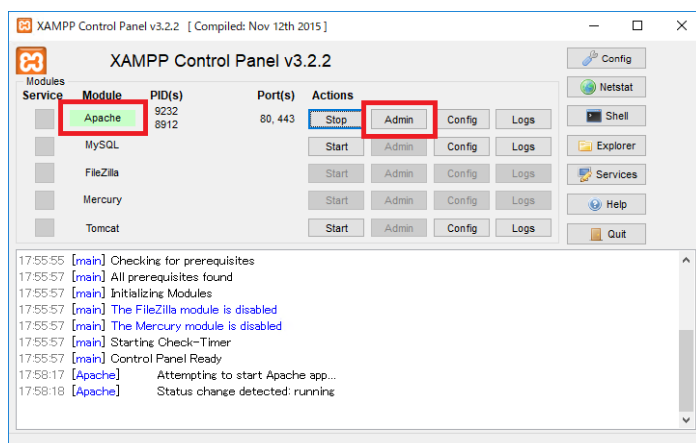 XAMPP Control Panel v3.2.2 [ Compiled: Nov 12th 2015 ]
XAMPP Control Panel v3.2.2
Config
Modules
Service Module PID(s) Port(s) Actions
Netstat
Apache 9232 8912 80, 443 Stop Admin Config Logs
Shell
MySQL Start Admin Config Logs
Explorer
FileZilla Start Admin Config Logs
Services
Mercury Start Admin Config Logs
Help
Tomcat Start Admin Config Logs
Quit
17:55:55 [main] Checking for prerequisites
17:55:57 [main] All prerequisites found
17:55:57 [main] Initializing Modules
17:55:57 [main] The FileZilla module is disabled
17:55:57 [main] The Mercury module is disabled
17:55:57 [main] Starting Check-Timer
17:55:57 [main] Control Panel Ready
17:58:17 [Apache] Attempting to start Apache app...
17:58:18 [Apache] Status change detected: running